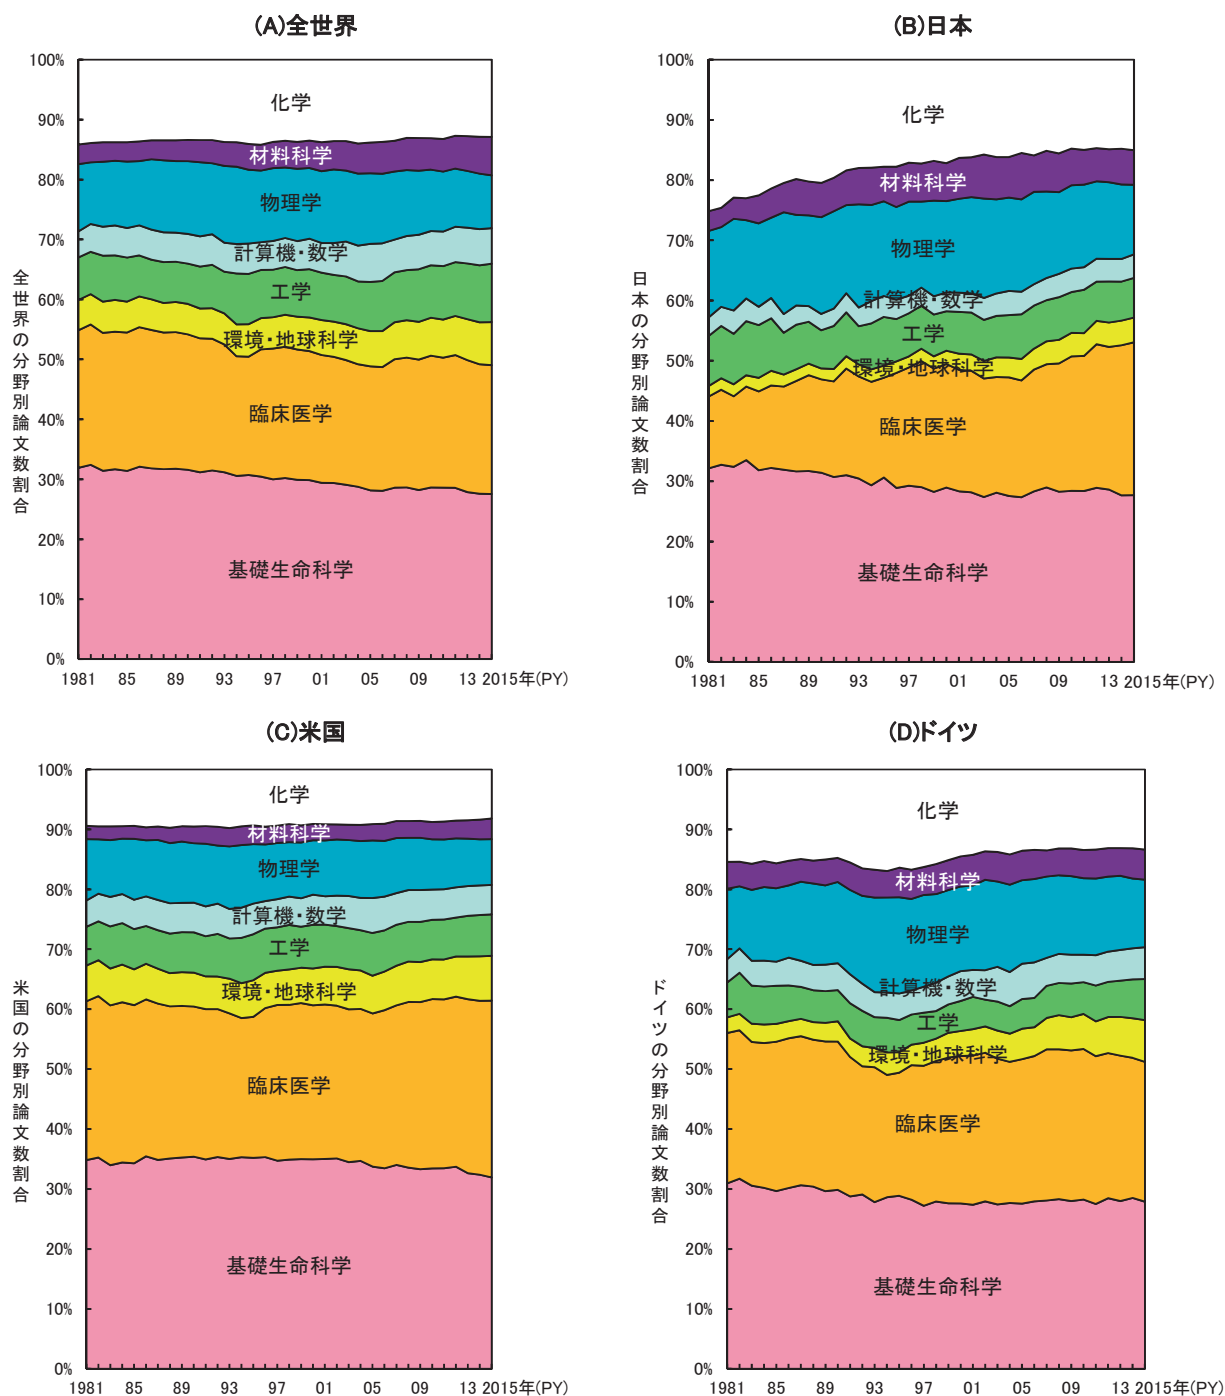 (A)全世界
100%
90%
80%
70%
60%
50%
40%
30%
20%
10%
0%
全世界の分野別論文数割合
化学
材料科学
物理学
計算機・数学
工学
環境・地球科学
臨床医学
基礎生命科学
1981 85 89 93 97 01 05 09 13 2015年(PY)
(B)日本
100%
90%
80%
70%
60%
50%
40%
30%
20%
10%
0%
日本の分野別論文数割合
化学
材料科学
物理学
計算機・数学
工学
環境・地球科学
臨床医学
基礎生命科学
1981 85 89 93 97 01 05 09 13 2015年(PY)
(C)米国
100%
90%
80%
70%
60%
50%
40%
30%
20%
10%
0%
米国の分野別論文数割合
化学
材料科学
物理学
計算機・数学
工学
環境・地球科学
臨床医学
基礎生命科学
1981 85 89 93 97 01 05 09 13 2015年(PY)
(D)ドイツ
100%
90%
80%
70%
60%
50%
40%
30%
20%
10%
0%
ドイツの分野別論文数割合
化学
材料科学
物理学
計算機・数学
工学
環境・地球科学
臨床医学
基礎生命科学
1981 85 89 93 97 01 05 09 13 2015年(PY)